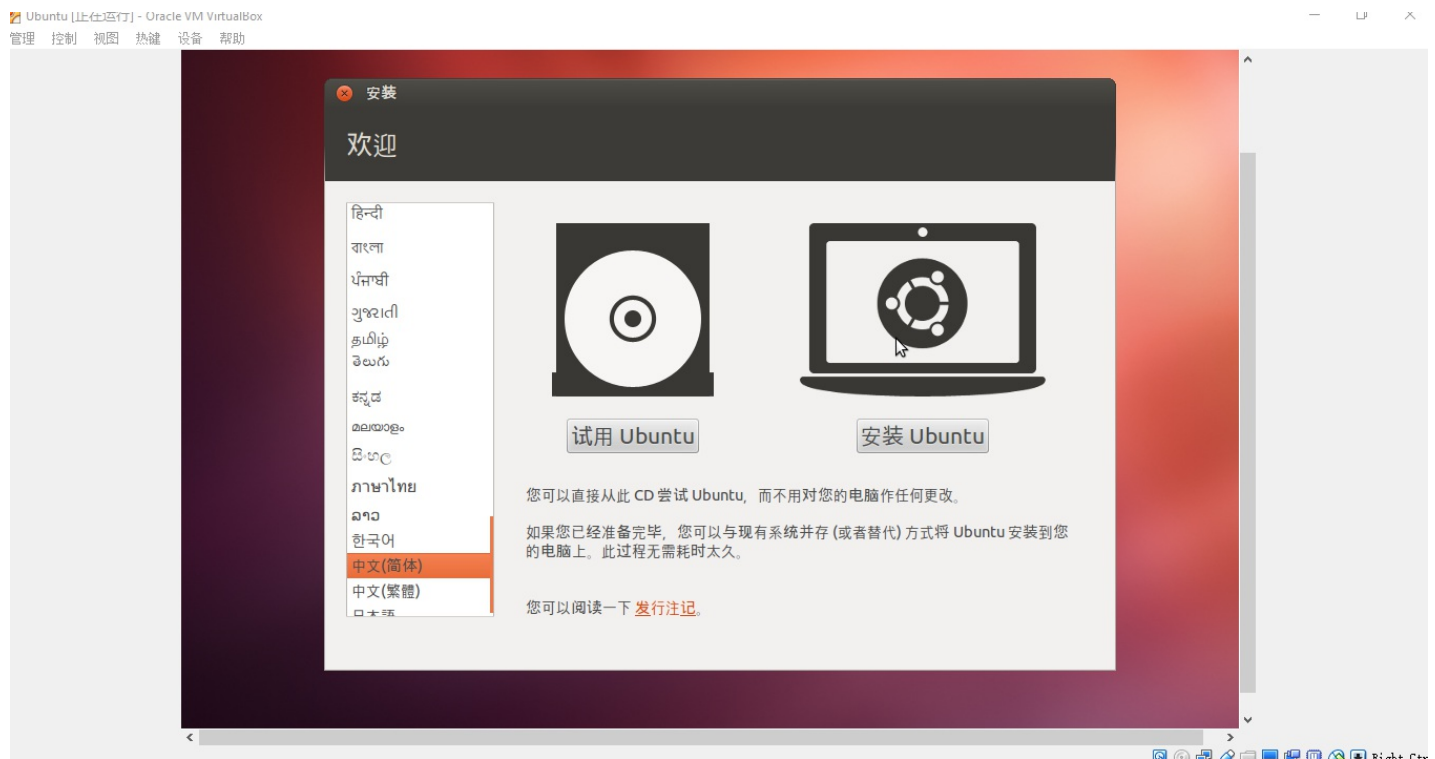 Ubuntu [正在运行] - Oracle VM VirtualBox
管理 控制 视图 热键 设备 帮助
安装
欢迎
हिन्दी
বাংলা
ਪੰਜਾਬੀ
ગુજરાતી
தமிழ்
తెలుగు
ಕನ್ನಡ
മലയാളം
සිංහල
ภาษาไทย
ລາວ
한국어
中文(简体)
中文(繁體)
日本語
试用 Ubuntu
安装 Ubuntu
您可以直接从此 CD 尝试 Ubuntu，而不用对您的电脑作任何更改。
如果您已经准备完毕，您可以与现有系统并存 (或者替代) 方式将 Ubuntu 安装到您
的电脑上。此过程无需耗时太久。
您可以阅读一下 发行注记。
Right Ctr